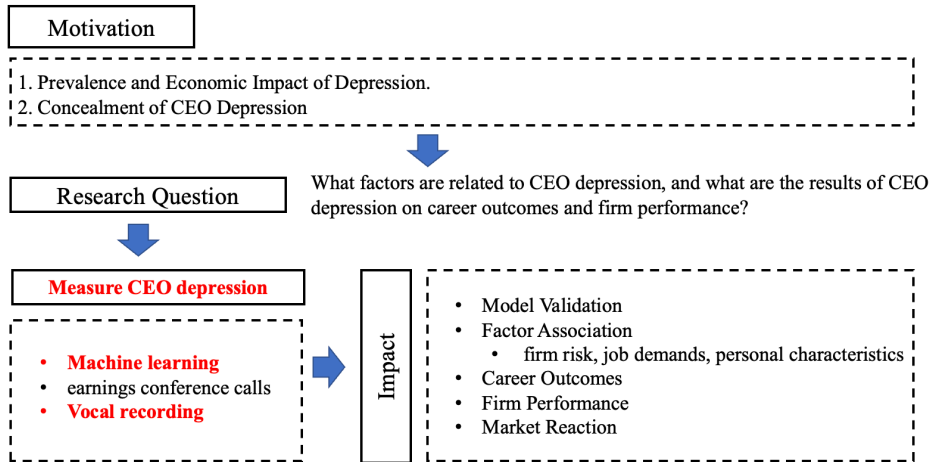 Motivation
1. Prevalence and Economic Impact of Depression.
2. Concealment of CEO Depression
Research Question
What factors are related to CEO depression, and what are the results of CEO
depression on career outcomes and firm performance?
Measure CEO depression
• Machine learning
• earnings conference calls
• Vocal recording
Impact
• Model Validation
• Factor Association
• firm risk, job demands, personal characteristics
• Career Outcomes
• Firm Performance
• Market Reaction